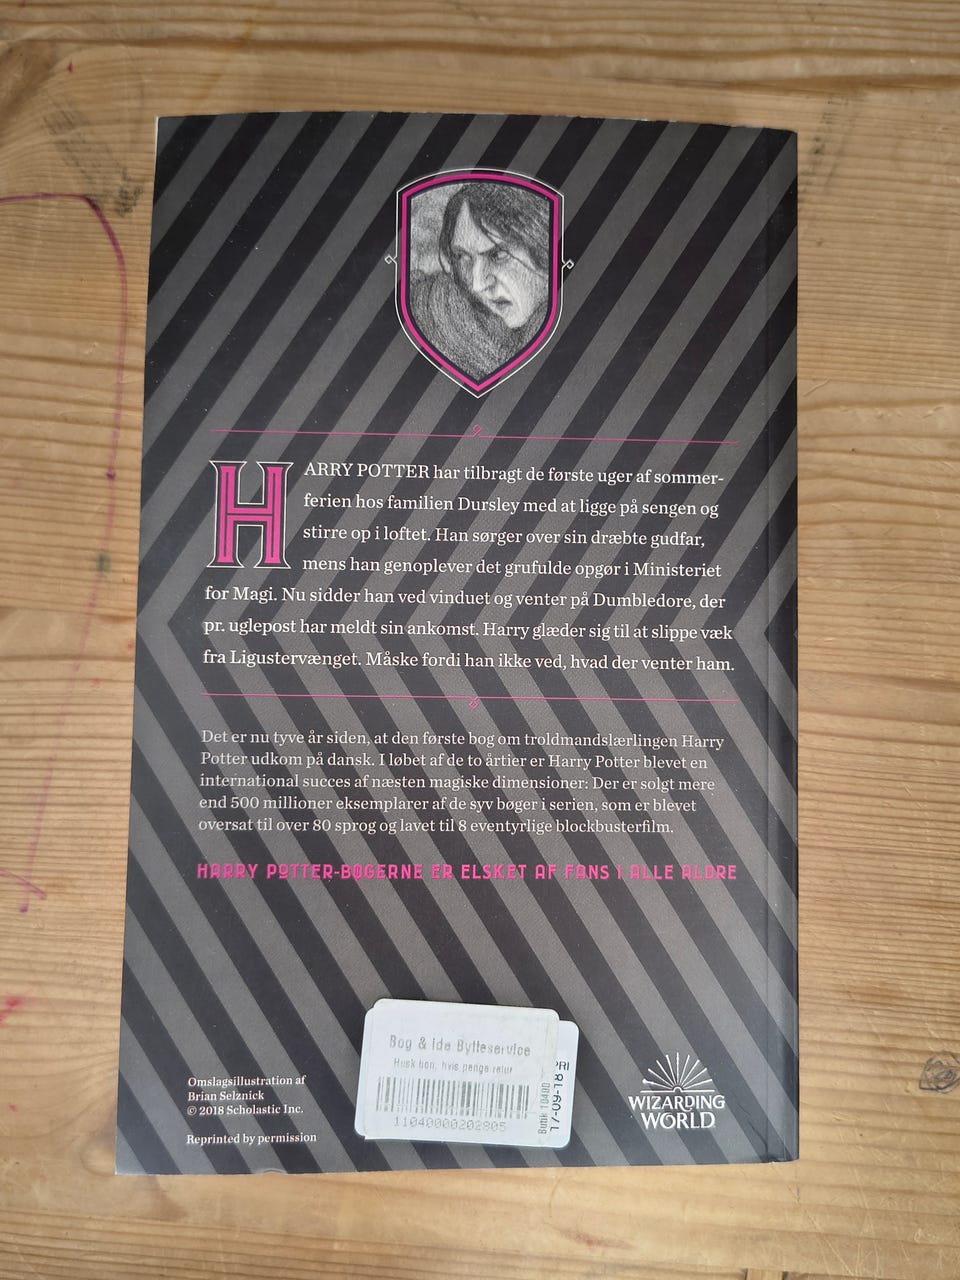 HARRY POTTER har tilbragt de første uger af sommer-
ferien hos familien Dursley med at ligge på sengen og
stirre op i loftet. Han sørger over sin dræbte gudfar,
mens han genoplever det grufulde opgør i Ministeriet
for Magi. Nu sidder han ved vinduet og venter på Dumbledore, der
pr. uglepost har meldt sin ankomst. Harry glæder sig til at slippe væk
fra Ligustervænget. Måske fordi han ikke ved, hvad der venter ham.
Det er nu tyve år siden, at den første bog om troldmandslærlingen Harry
Potter udkom på dansk. I løbet af de to årtier er Harry Potter blevet en
international succes af næsten magiske dimensioner: Der er solgt mere
end 500 millioner eksemplarer af de syv bøger i serien, som er blevet
oversat til over 80 sprog og lavet til 8 eventyrlige blockbusterfilm.
HARRY POTTER-BØGERNE ER ELSKET AF FANS I ALLE ALDRE
Bog & ide Bytteservice
Husk bon, hvis penge retur
11040000202805
Butik 10400
PRI
17-09-18
Omslagsillustration af
Brian Selznick
© 2018 Scholastic Inc.
Reprinted by permission
WIZARDING
WORLD